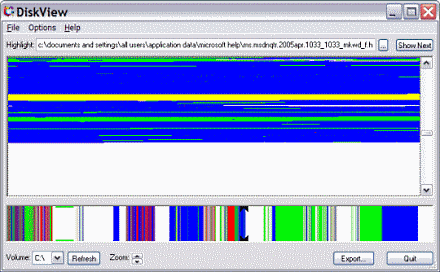 DiskView
File Options Help
Highlight: c:\documents and settings\all users\application data\microsoft help\ms.msdnqtr.2005apr.1033_1033_mkwd_f.h ... Show Next
Volume: C:\ Refresh Zoom: Export... Quit